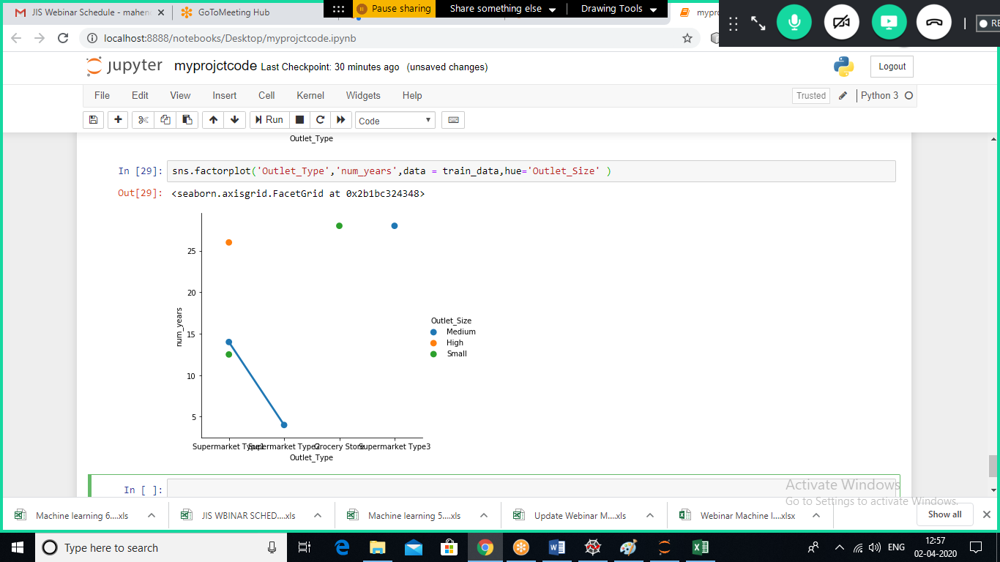 JIS Webinar Schedule - mahen
GoToMeeting Hub
Pause sharing
Share something else
Drawing Tools
mypro
RE
localhost:8888/notebooks/Desktop/myprojctcode.ipynb
jupyter myprojctcode Last Checkpoint: 30 minutes ago (unsaved changes)
Logout
File Edit View Insert Cell Kernel Widgets Help
Trusted
Python 3
Run
Code
Outlet_Type
In [29]: sns.factorplot('Outlet_Type','num_years',data = train_data,hue='Outlet_Size' )
Out[29]: <seaborn.axisgrid.FacetGrid at 0x2b1bc324348>
25
20
15
10
5
num_years
Outlet_Size
Medium
High
Small
Supermarket Type1 Supermarket Type2 Grocery Store Supermarket Type3
Outlet_Type
In [ ]:
Activate Windows
Go to Settings to activate Windows.
Machine learning 6....xls
JIS WBINAR SCHED....xls
Machine learning 5....xls
Update Webinar M....xls
Webinar Machine l....xlsx
Show all
Type here to search
ENG
12:57
02-04-2020